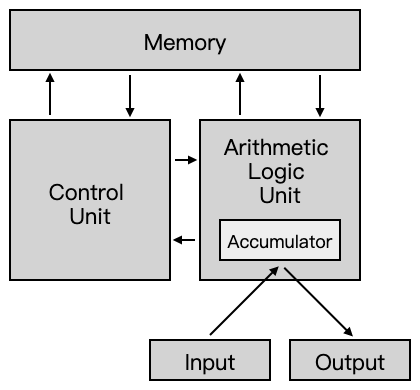 Memory
Control
Unit
Arithmetic
Logic
Unit
Accumulator
Input
Output